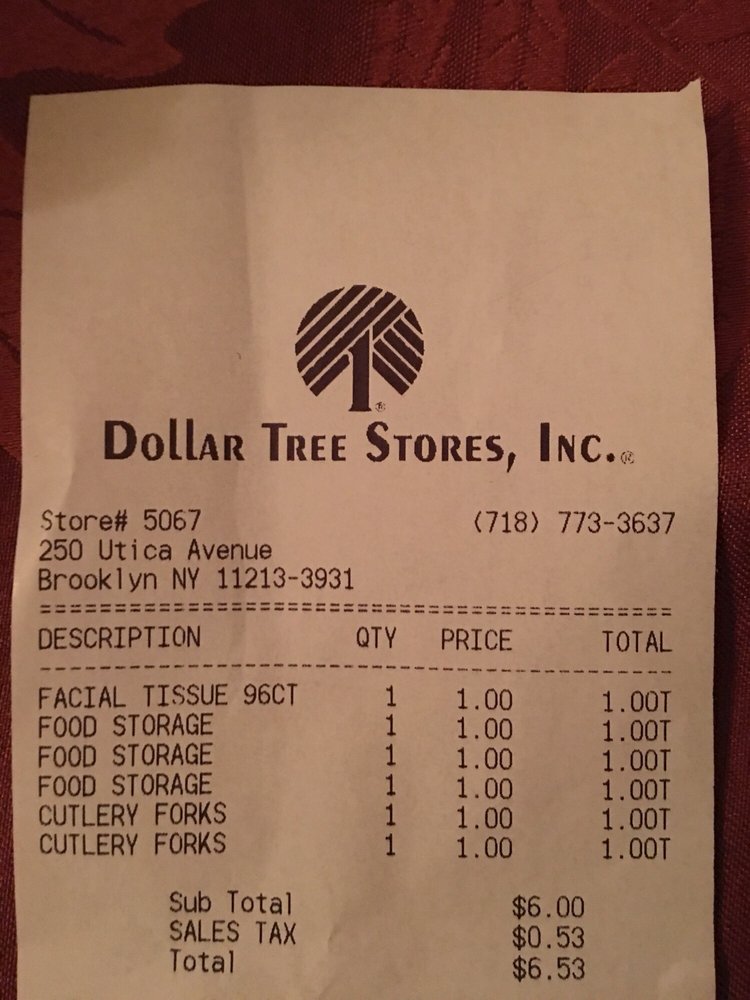 1®
Dollar Tree Stores, Inc.®
Store# 5067 (718) 773-3637
250 Utica Avenue
Brooklyn NY 11213-3931
===========================================
DESCRIPTION QTY PRICE TOTAL
-------------------------------------------
FACIAL TISSUE 96CT 1 1.00 1.00T
FOOD STORAGE 1 1.00 1.00T
FOOD STORAGE 1 1.00 1.00T
FOOD STORAGE 1 1.00 1.00T
CUTLERY FORKS 1 1.00 1.00T
CUTLERY FORKS 1 1.00 1.00T
Sub Total $6.00
SALES TAX $0.53
Total $6.53